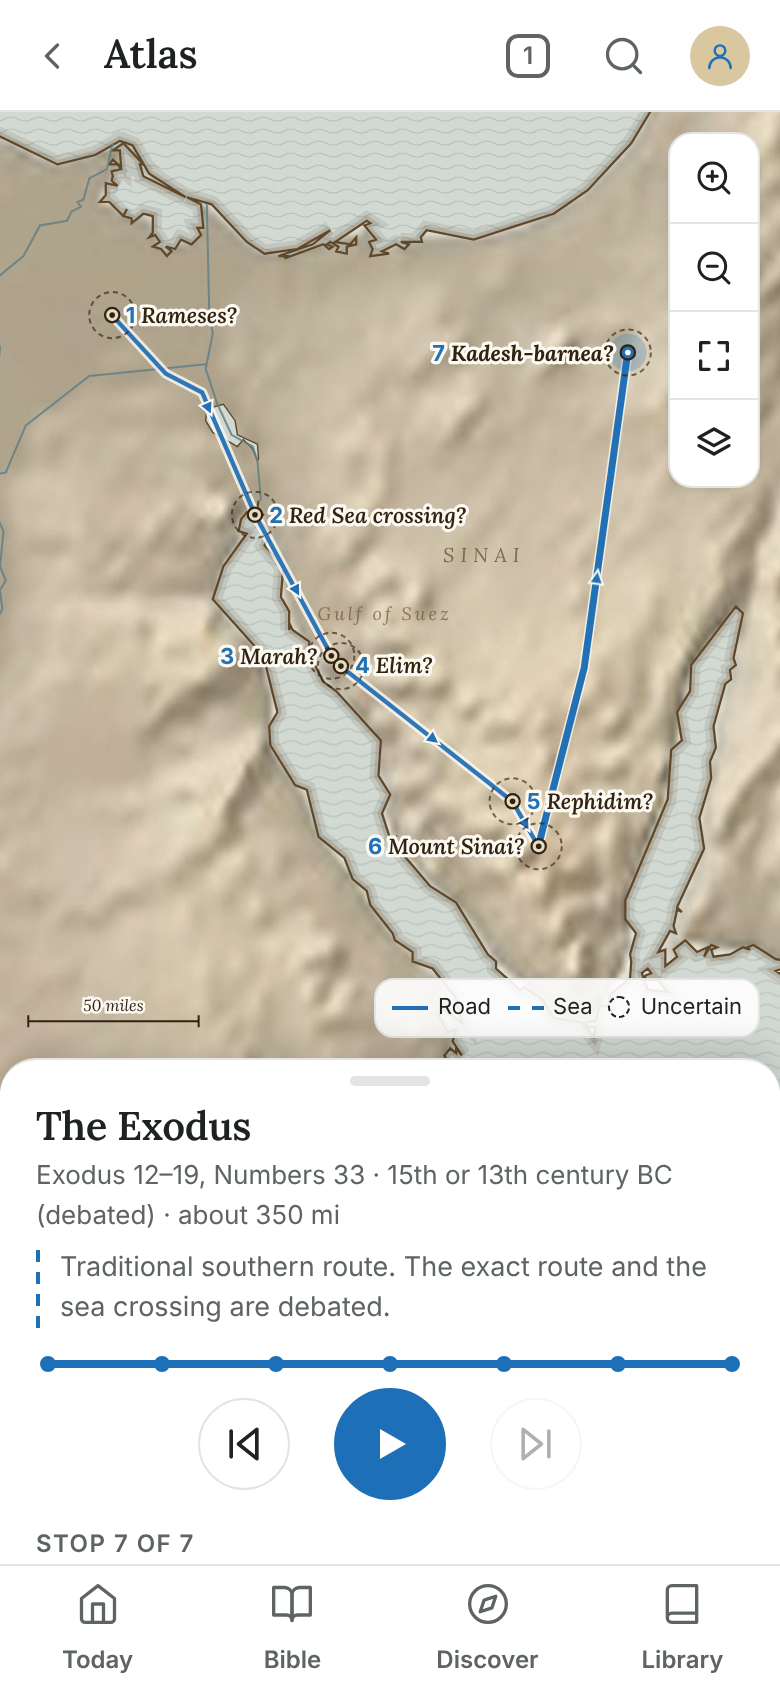 Atlas
1
1 Rameses?
7 Kadesh-barnea?
2 Red Sea crossing?
SINAI
Gulf of Suez
3 Marah?
4 Elim?
5 Rephidim?
6 Mount Sinai?
50 miles
Road Sea Uncertain
The Exodus
Exodus 12–19, Numbers 33 · 15th or 13th century BC
(debated) · about 350 mi
Traditional southern route. The exact route and the
sea crossing are debated.
STOP 7 OF 7
Today Bible Discover Library